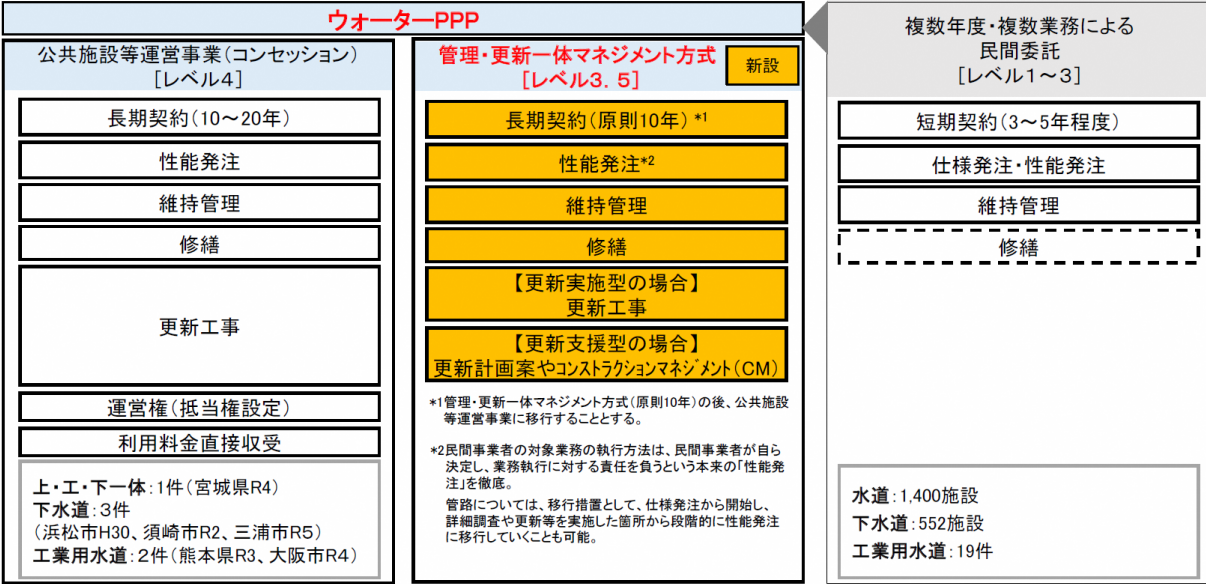 ウォーターPPP
公共施設等運営事業(コンセッション)
[レベル4]
長期契約(10~20年)
性能発注
維持管理
修繕
更新工事
運営権(抵当権設定)
利用料金直接収受
上・工・下一体:1件(宮城県R4)
下水道:3件
(浜松市H30、須崎市R2、三浦市R5)
工業用水道:2件(熊本県R3、大阪市R4)
管理・更新一体マネジメント方式
[レベル3.5]
新設
長期契約(原則10年)*1
性能発注*2
維持管理
修繕
【更新実施型の場合】
更新工事
【更新支援型の場合】
更新計画案やコンストラクションマネジメント(CM)
*1管理・更新一体マネジメント方式(原則10年)の後、公共施設
等運営事業に移行することとする。
*2民間事業者の対象業務の執行方法は、民間事業者が自ら
決定し、業務執行に対する責任を負うという本来の「性能発
注」を徹底。
管路については、移行措置として、仕様発注から開始し、
詳細調査や更新等を実施した箇所から段階的に性能発注
に移行していくことも可能。
複数年度・複数業務による
民間委託
[レベル1~3]
短期契約(3~5年程度)
仕様発注・性能発注
維持管理
修繕
水道:1,400施設
下水道:552施設
工業用水道:19件